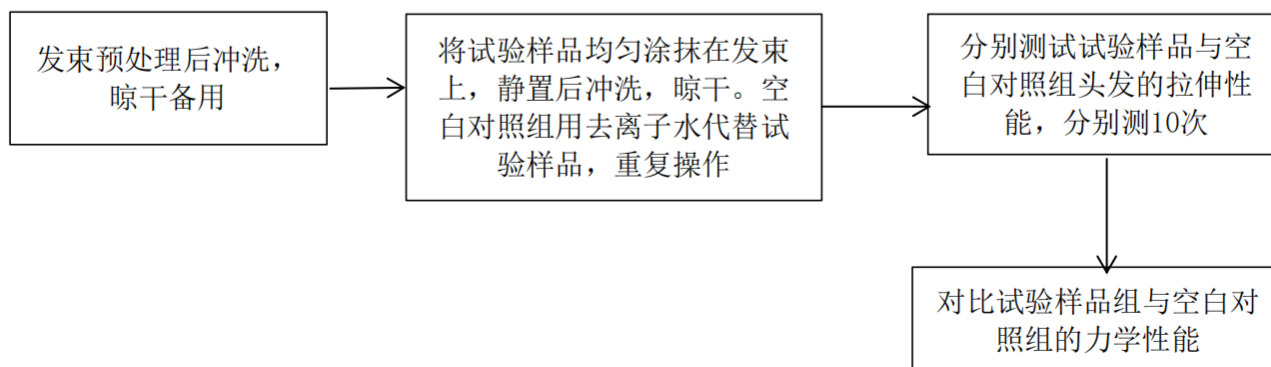 发束预处理后冲洗，
晾干备用
将试验样品均匀涂抹在发束
上，静置后冲洗，晾干。空
白对照组用去离子水代替试
验样品，重复操作
分别测试试验样品与空
白对照组头发的拉伸性
能，分别测10次
对比试验样品组与空白对
照组的力学性能